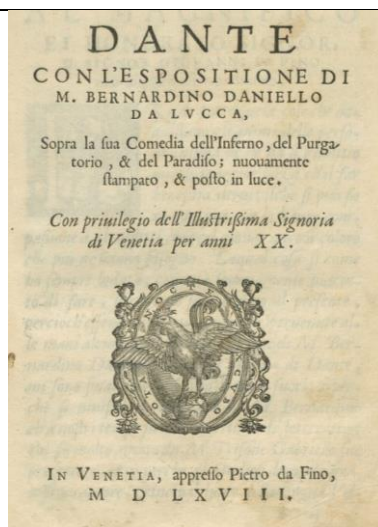 DANTE
CON L'ESPOSITIONE DI
M. BERNARDINO DANIELLO
DA LVCCA,
Sopra la sua Comedia dell'Inferno, del Purga-
torio, & del Paradiso; nuouamente
stampato, & posto in luce.
Con priuilegio dell'Illustrißima Signoria
di Venetia per anni XX.
IN VENETIA, appresso Pietro da Fino,
M D LXVIII.